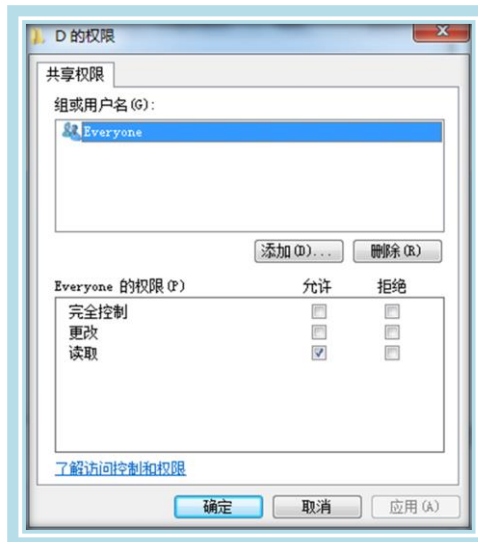 D 的权限
共享权限
组或用户名(G):
Everyone
添加(D)... 删除(R)
Everyone 的权限(P) 允许 拒绝
完全控制
更改
读取
了解访问控制和权限
确定 取消 应用(A)